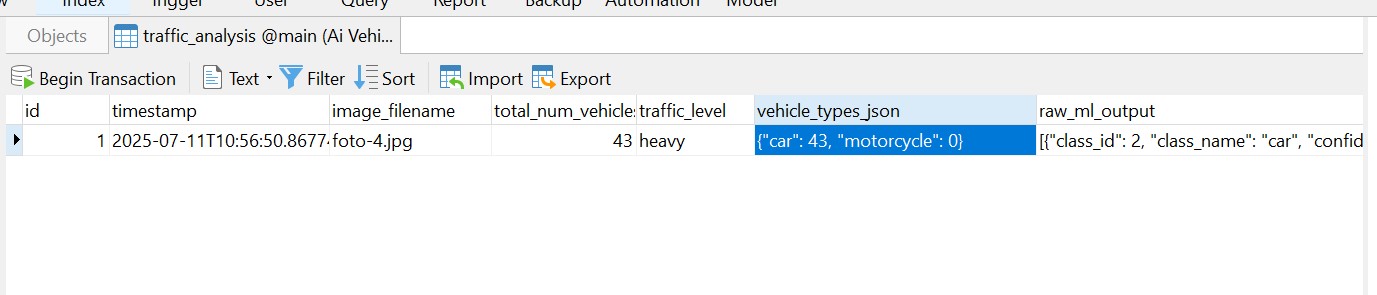 Index Trigger User Query Report Backup Automation Model
Objects traffic_analysis @main (Ai Vehi...
Begin Transaction Text Filter Sort Import Export
id timestamp image_filename total_num_vehicles traffic_level vehicle_types_json raw_ml_output
1 2025-07-11T10:56:50.8677 foto-4.jpg 43 heavy {"car": 43, "motorcycle": 0} [{"class_id": 2, "class_name": "car", "confid